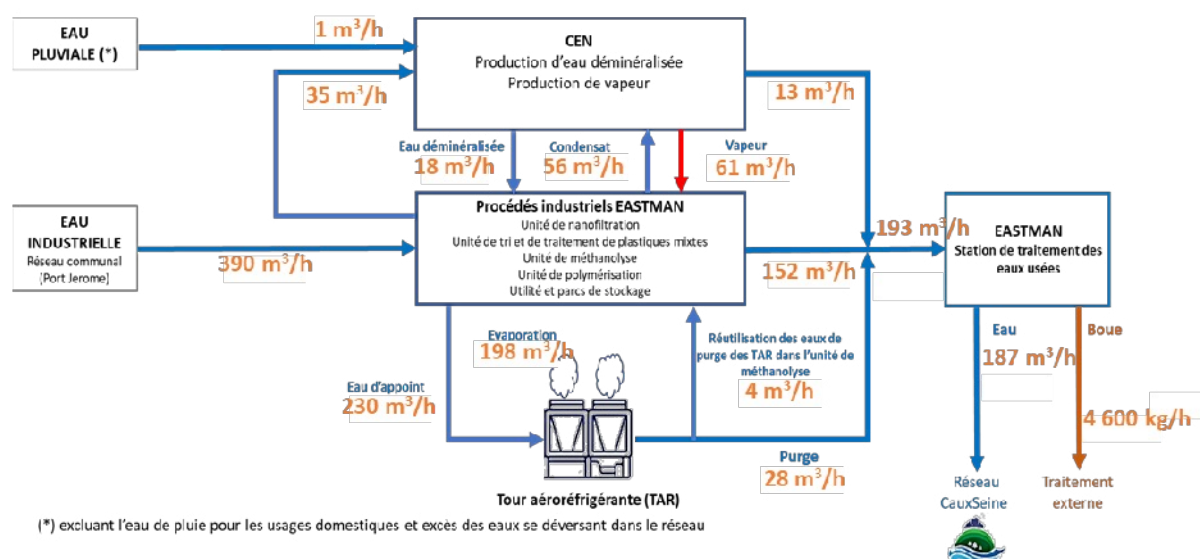 EAU
PLUVIALE (*)
1 m³/h
35 m³/h
CEN
Production d'eau déminéralisée
Production de vapeur
13 m³/h
Eau déminéralisée
18 m³/h
Condensat
56 m³/h
Vapeur
61 m³/h
EAU
INDUSTRIELLE
Réseau communal
(Port Jerome)
390 m³/h
Procédés industriels EASTMAN
Unité de nanofiltration
Unité de tri et de traitement de plastiques mixtes
Unité de méthanolyse
Unité de polymérisation
Utilité et parcs de stockage
152 m³/h
193 m³/h
EASTMAN
Station de traitement des
eaux usées
Evaporation
198 m³/h
Eau d'appoint
230 m³/h
Réutilisation des eaux de
purge des TAR dans l'unité de
méthanolyse
4 m³/h
Eau
187 m³/h
Boue
4 600 kg/h
Purge
28 m³/h
Tour aéroréfrigérante (TAR)
Réseau
CauxSeine
Traitement
externe
(*) excluant l'eau de pluie pour les usages domestiques et excès des eaux se déversant dans le réseau